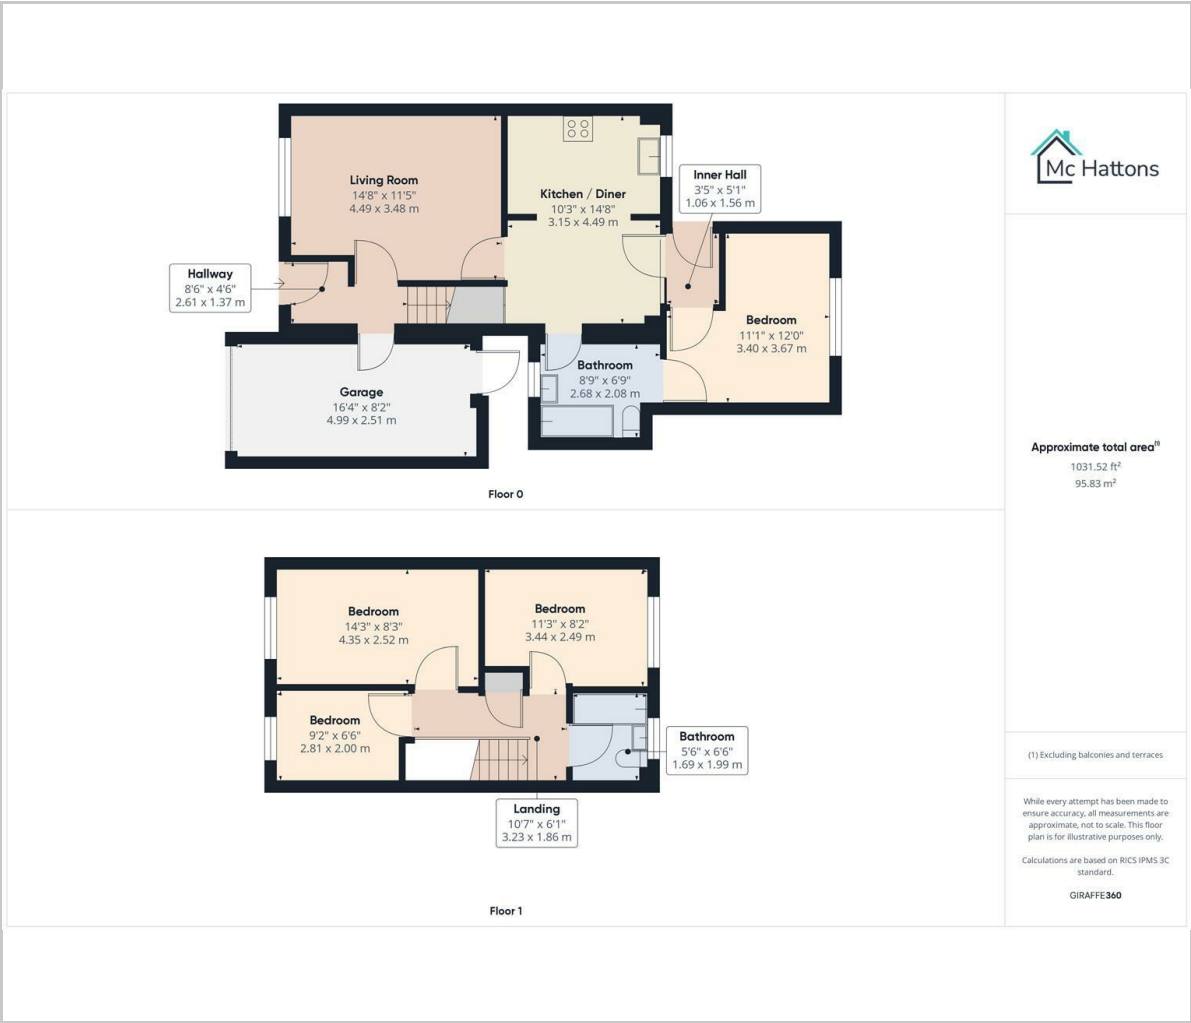 Living Room
14'8" x 11'5"
4.49 x 3.48 m
Kitchen / Diner
10'3" x 14'8"
3.15 x 4.49 m
Inner Hall
3'5" x 5'1"
1.06 x 1.56 m
Hallway
8'6" x 4'6"
2.61 x 1.37 m
Bedroom
11'1" x 12'0"
3.40 x 3.67 m
Bathroom
8'9" x 6'9"
2.68 x 2.08 m
Garage
16'4" x 8'2"
4.99 x 2.51 m
Floor 0
Bedroom
14'3" x 8'3"
4.35 x 2.52 m
Bedroom
11'3" x 8'2"
3.44 x 2.49 m
Bedroom
9'2" x 6'6"
2.81 x 2.00 m
Bathroom
5'6" x 6'6"
1.69 x 1.99 m
Landing
10'7" x 6'1"
3.23 x 1.86 m
Floor 1
Mc Hattons
Approximate total area(1)
1031.52 ft²
95.83 m²
(1) Excluding balconies and terraces
While every attempt has been made to
ensure accuracy, all measurements are
approximate, not to scale. This floor
plan is for illustrative purposes only.
Calculations are based on RICS IPMS 3C
standard.
GIRAFFE360